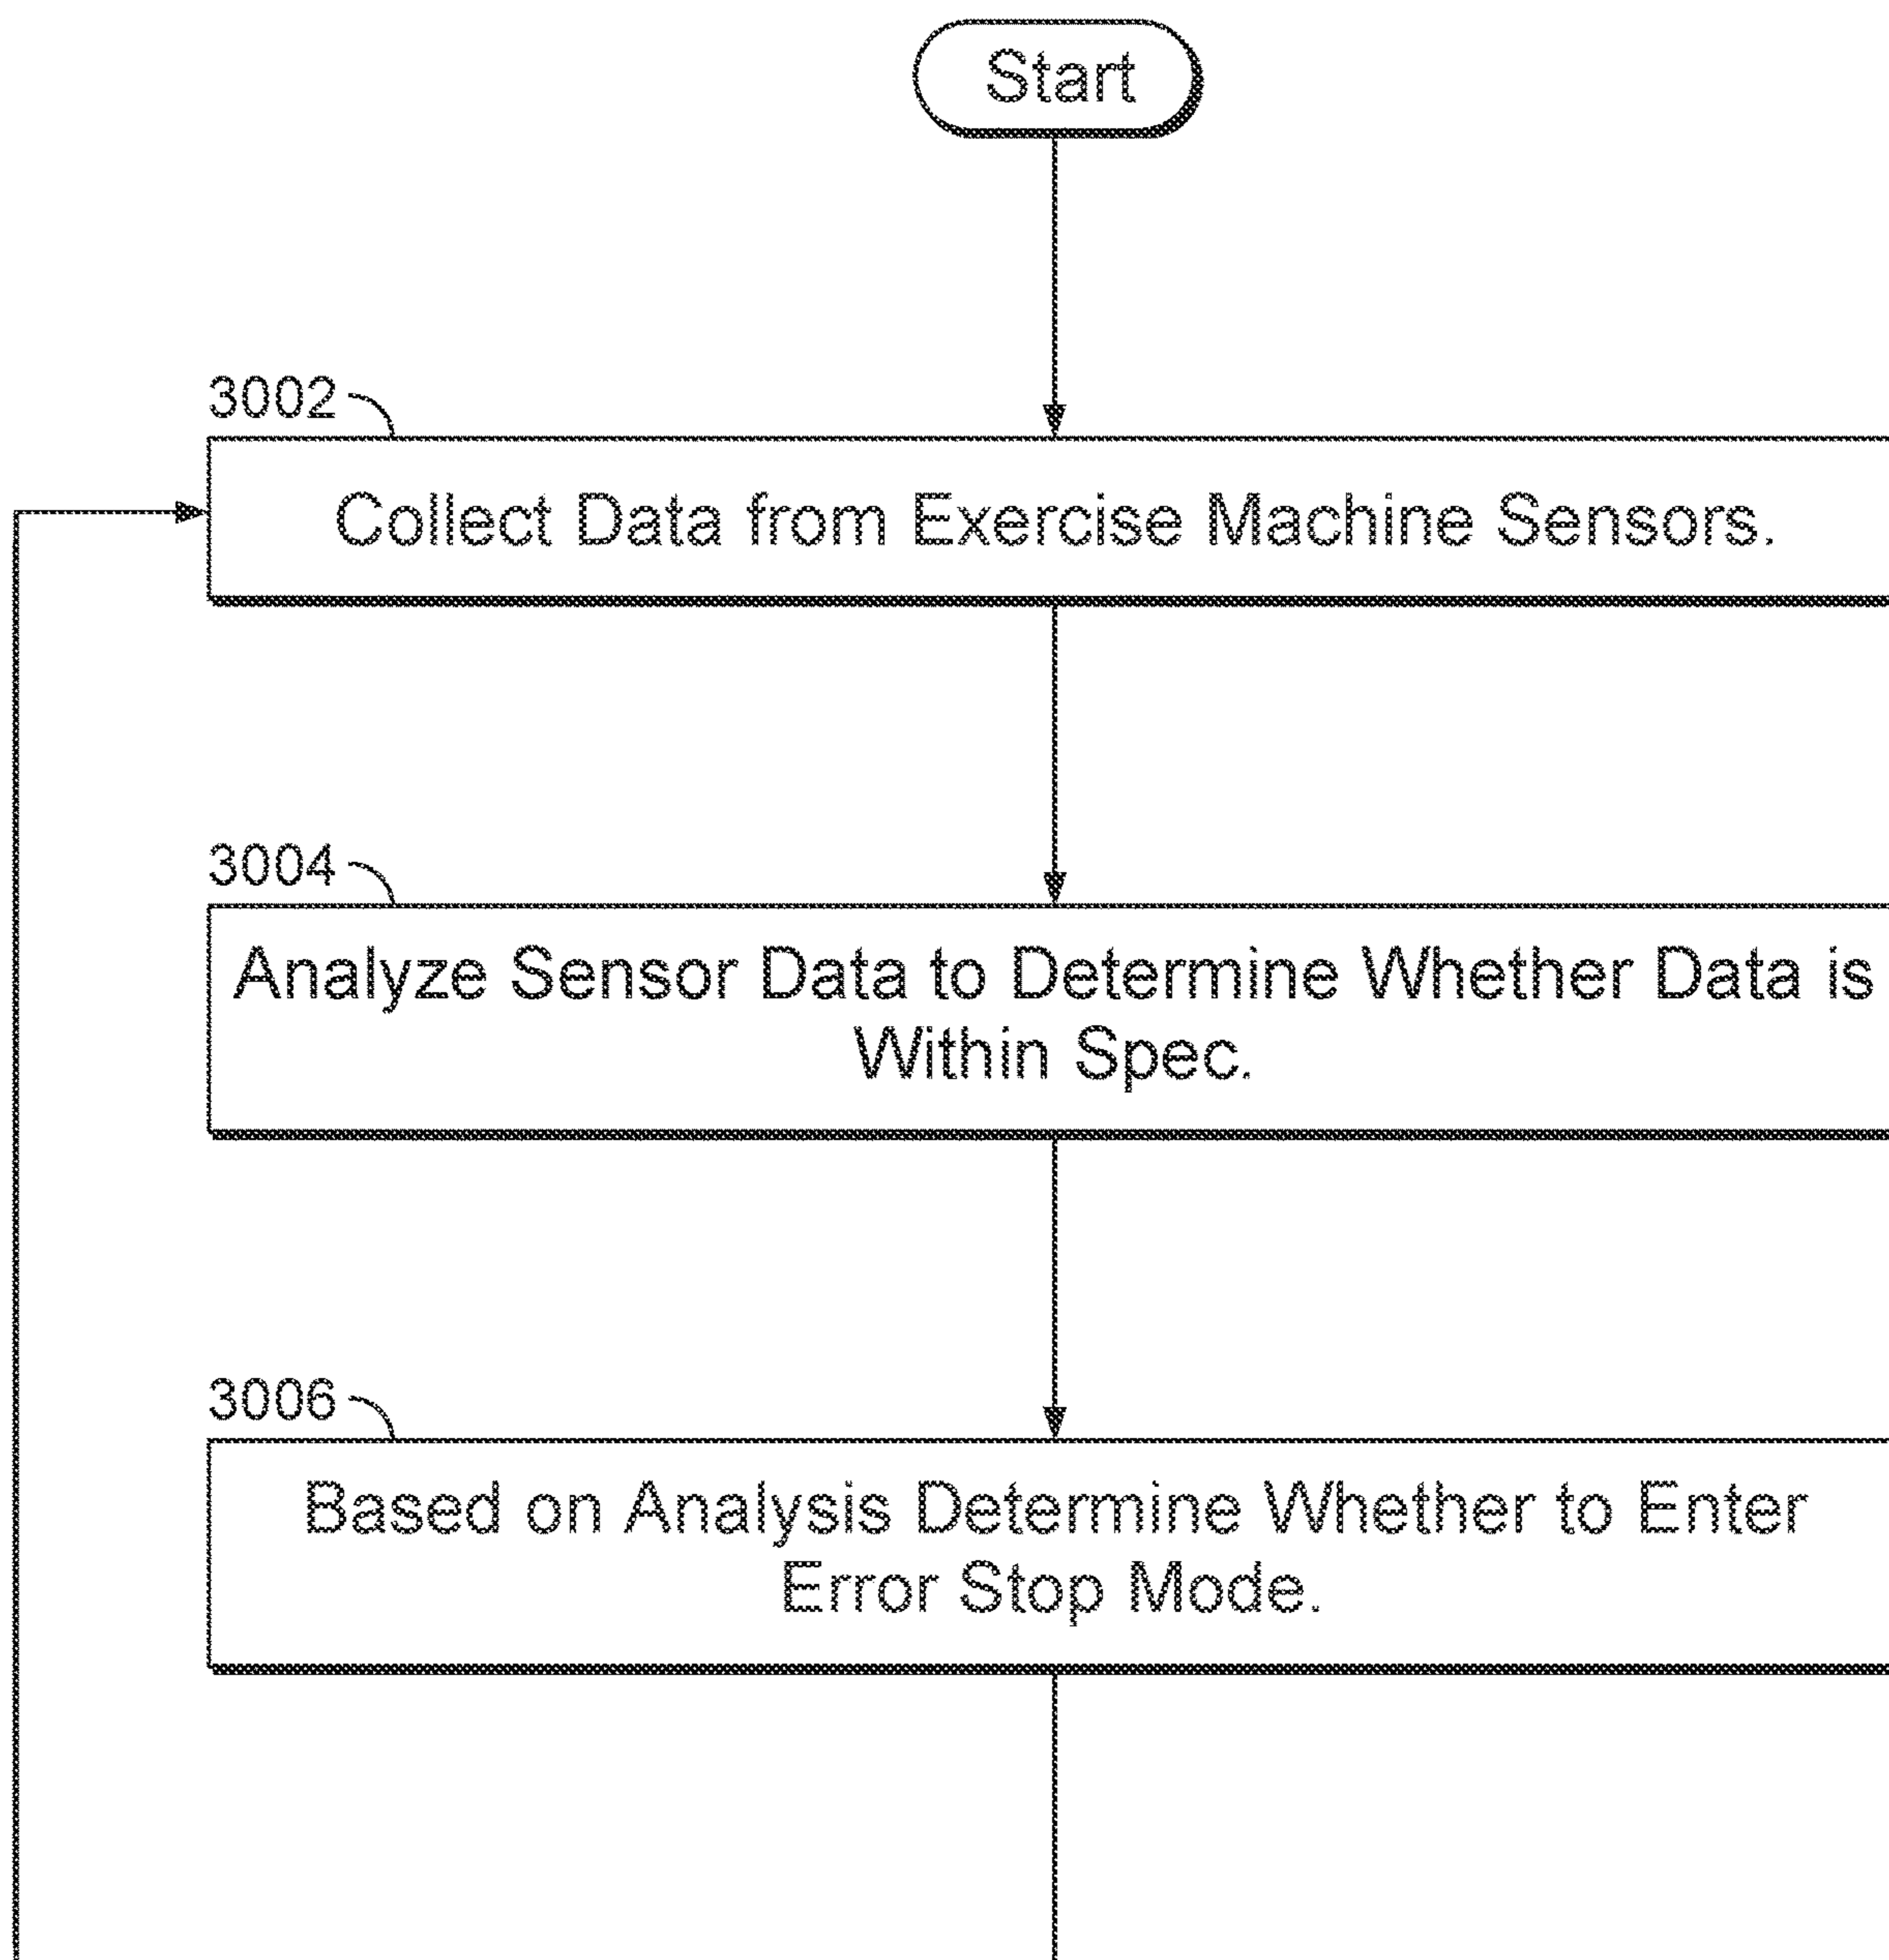 Start
3002
Collect Data from Exercise Machine Sensors.
3004
Analyze Sensor Data to Determine Whether Data is
Within Spec.
3006
Based on Analysis Determine Whether to Enter
Error Stop Mode.